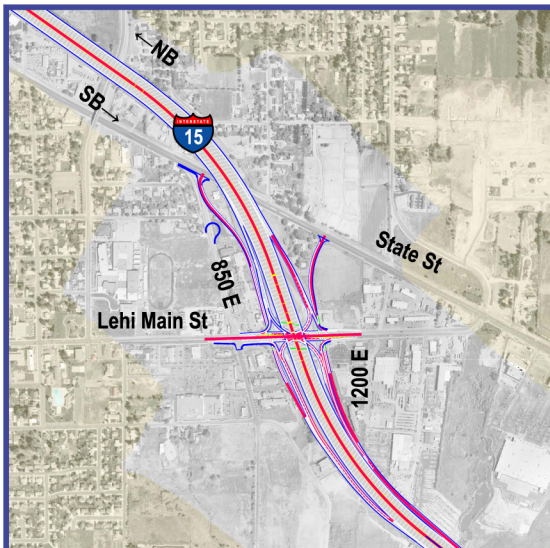 ←NB
SB→
INTERSTATE
15
State St
850 E
Lehi Main St
1200 E